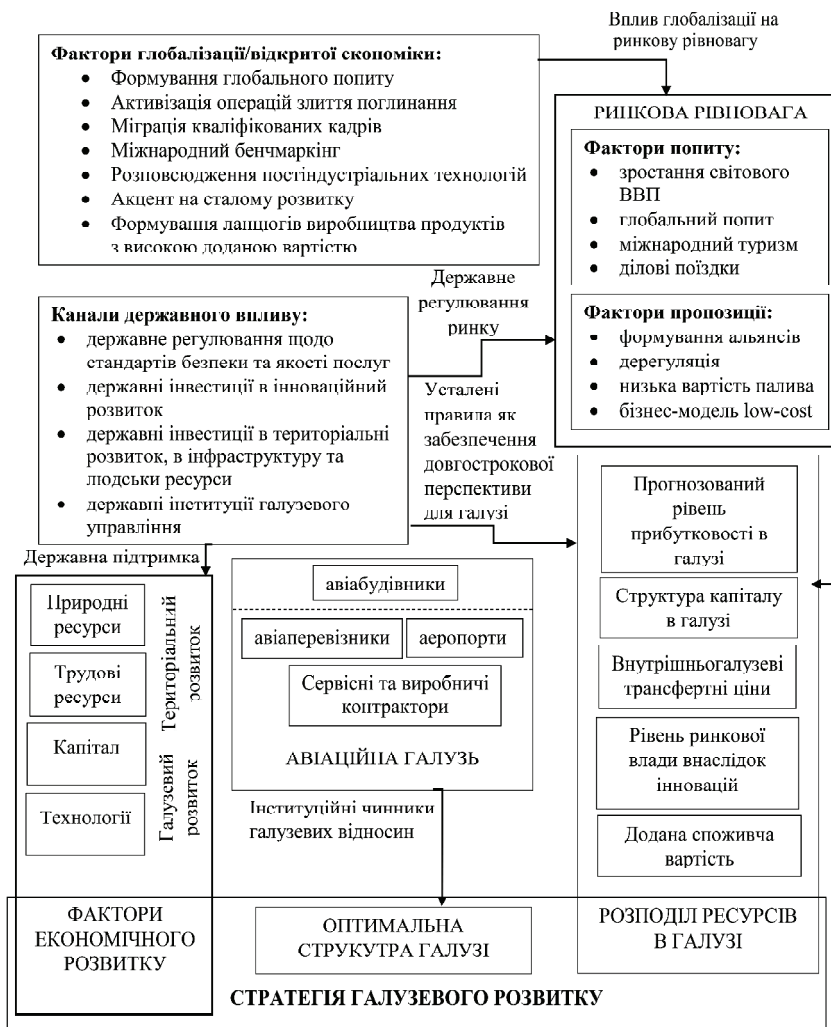 Вплив глобалізації на
ринкову рівновагу
Фактори глобалізації/відкритої економіки:
• Формування глобального попиту
• Активізація операцій злиття поглинання
• Міграція кваліфікованих кадрів
• Міжнародний бенчмаркінг
• Розповсюдження постіндустріальних технологій
• Акцент на сталому розвитку
• Формування ланцюгів виробництва продуктів
з високою доданою вартістю
РИНКОВА РІВНОВАГА
Фактори попиту:
• зростання світового
ВВП
• глобальний попит
• міжнародний туризм
• ділові поїздки
Фактори пропозиції:
• формування альянсів
• дерегуляція
• низька вартість палива
• бізнес-модель low-cost
Державне
регулювання
ринку
Канали державного впливу:
• державне регулювання щодо
стандартів безпеки та якості послуг
• державні інвестиції в інноваційний
розвиток
• державні інвестиції в територіальні
розвиток, в інфраструктуру та
людськи ресурси
• державні інституції галузевого
управління
Усталені
правила як
забезпечення
довгострокової
перспективи
для галузі
Державна підтримка
Природні
ресурси
Трудові
ресурси
Капітал
Технології
Територіальний
розвиток
Галузевий
розвиток
ФАКТОРИ
ЕКОНОМІЧНОГО
РОЗВИТКУ
авіабудівники
авіаперевізники
аеропорти
Сервісні та виробничі
контрактори
АВІАЦІЙНА ГАЛУЗЬ
Інституційні чинники
галузевих відносин
ОПТИМАЛЬНА
СТРУКУТРА ГАЛУЗІ
Прогнозований
рівень
прибутковості в
галузі
Структура капіталу
в галузі
Внутрішньогалузеві
трансфертні ціни
Рівень ринкової
влади внаслідок
інновацій
Додана споживча
вартість
РОЗПОДІЛ РЕСУРСІВ
В ГАЛУЗІ
СТРАТЕГІЯ ГАЛУЗЕВОГО РОЗВИТКУ